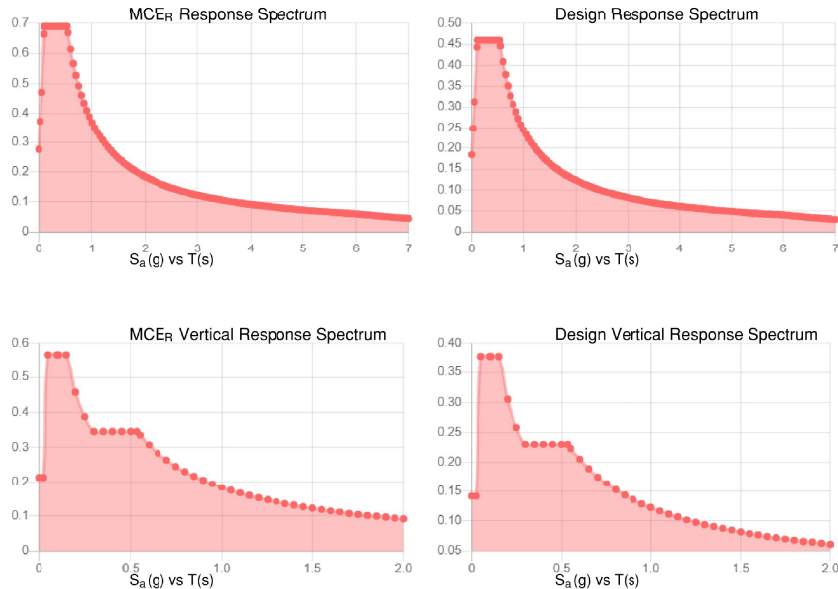 MCER Response Spectrum
0.7
0.6
0.5
0.4
0.3
0.2
0.1
0
0 1 2 3 4 5 6 7
Sa(g) vs T(s)
Design Response Spectrum
0.50
0.45
0.40
0.35
0.30
0.25
0.20
0.15
0.10
0.05
0
0 1 2 3 4 5 6 7
Sa(g) vs T(s)
MCER Vertical Response Spectrum
0.6
0.5
0.4
0.3
0.2
0.1
0
0 0.5 1.0 1.5 2.0
Sa(g) vs T(s)
Design Vertical Response Spectrum
0.40
0.35
0.30
0.25
0.20
0.15
0.10
0.05
0 0.5 1.0 1.5 2.0
Sa(g) vs T(s)